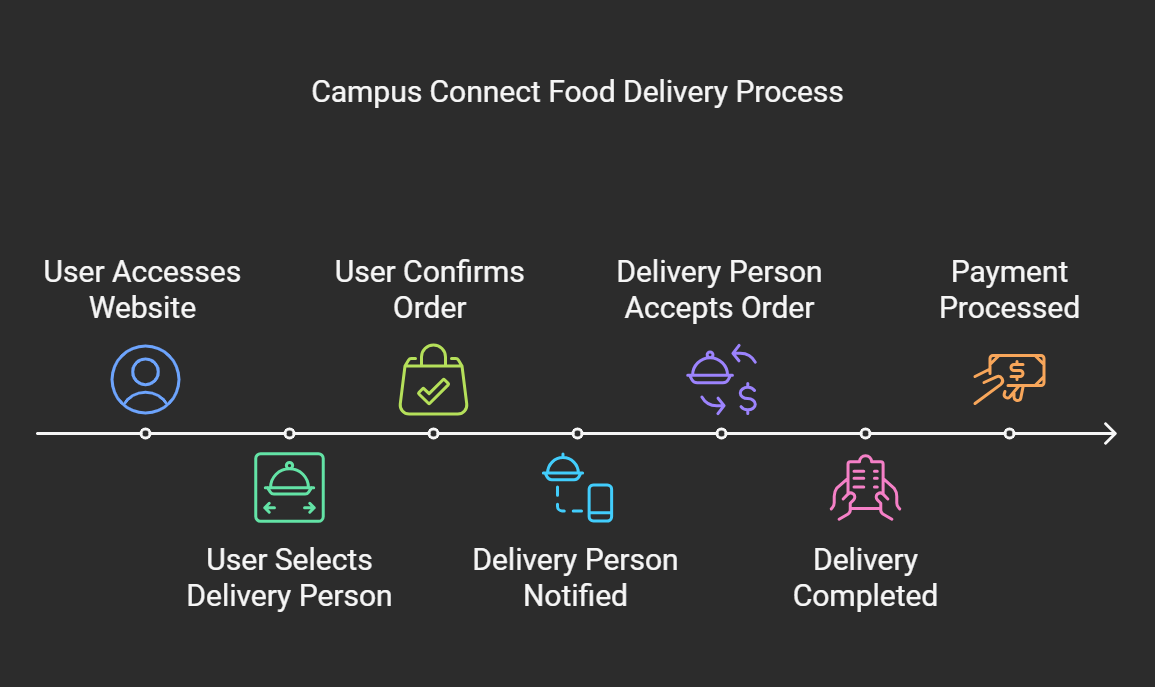 Campus Connect Food Delivery Process
User Accesses
Website
User Selects
Delivery Person
User Confirms
Order
Delivery Person
Notified
Delivery Person
Accepts Order
$
Delivery
Completed
Payment
Processed
$